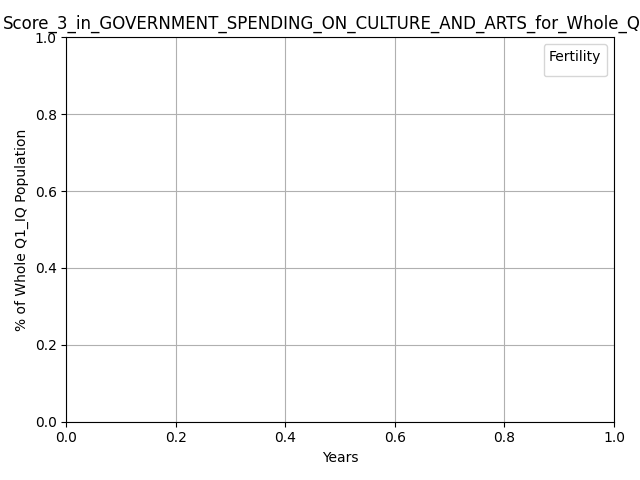 Score_3_in_GOVERNMENT_SPENDING_ON_CULTURE_AND_ARTS_for_Whole_Q
1.0
Fertility
0.8
0.6
0.4
0.2
0.0
% of Whole Q1_IQ Population
0.0 0.2 0.4 0.6 0.8 1.0
Years